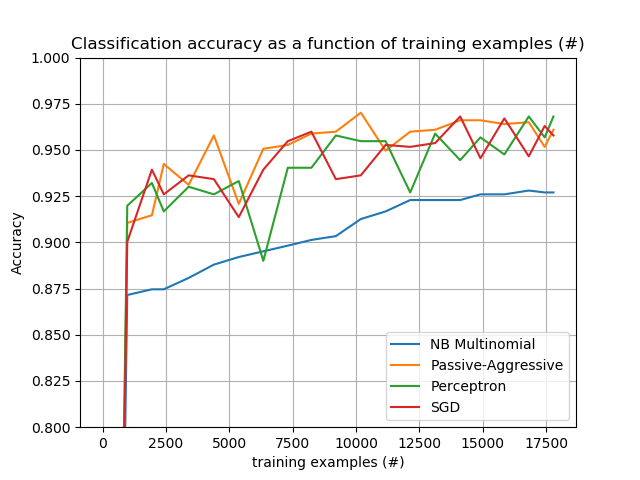 Classification accuracy as a function of training examples (#)
1.000
0.975
0.950
0.925
0.900
0.875
0.850
0.825
0.800
Accuracy
NB Multinomial
Passive-Aggressive
Perceptron
SGD
0 2500 5000 7500 10000 12500 15000 17500
training examples (#)